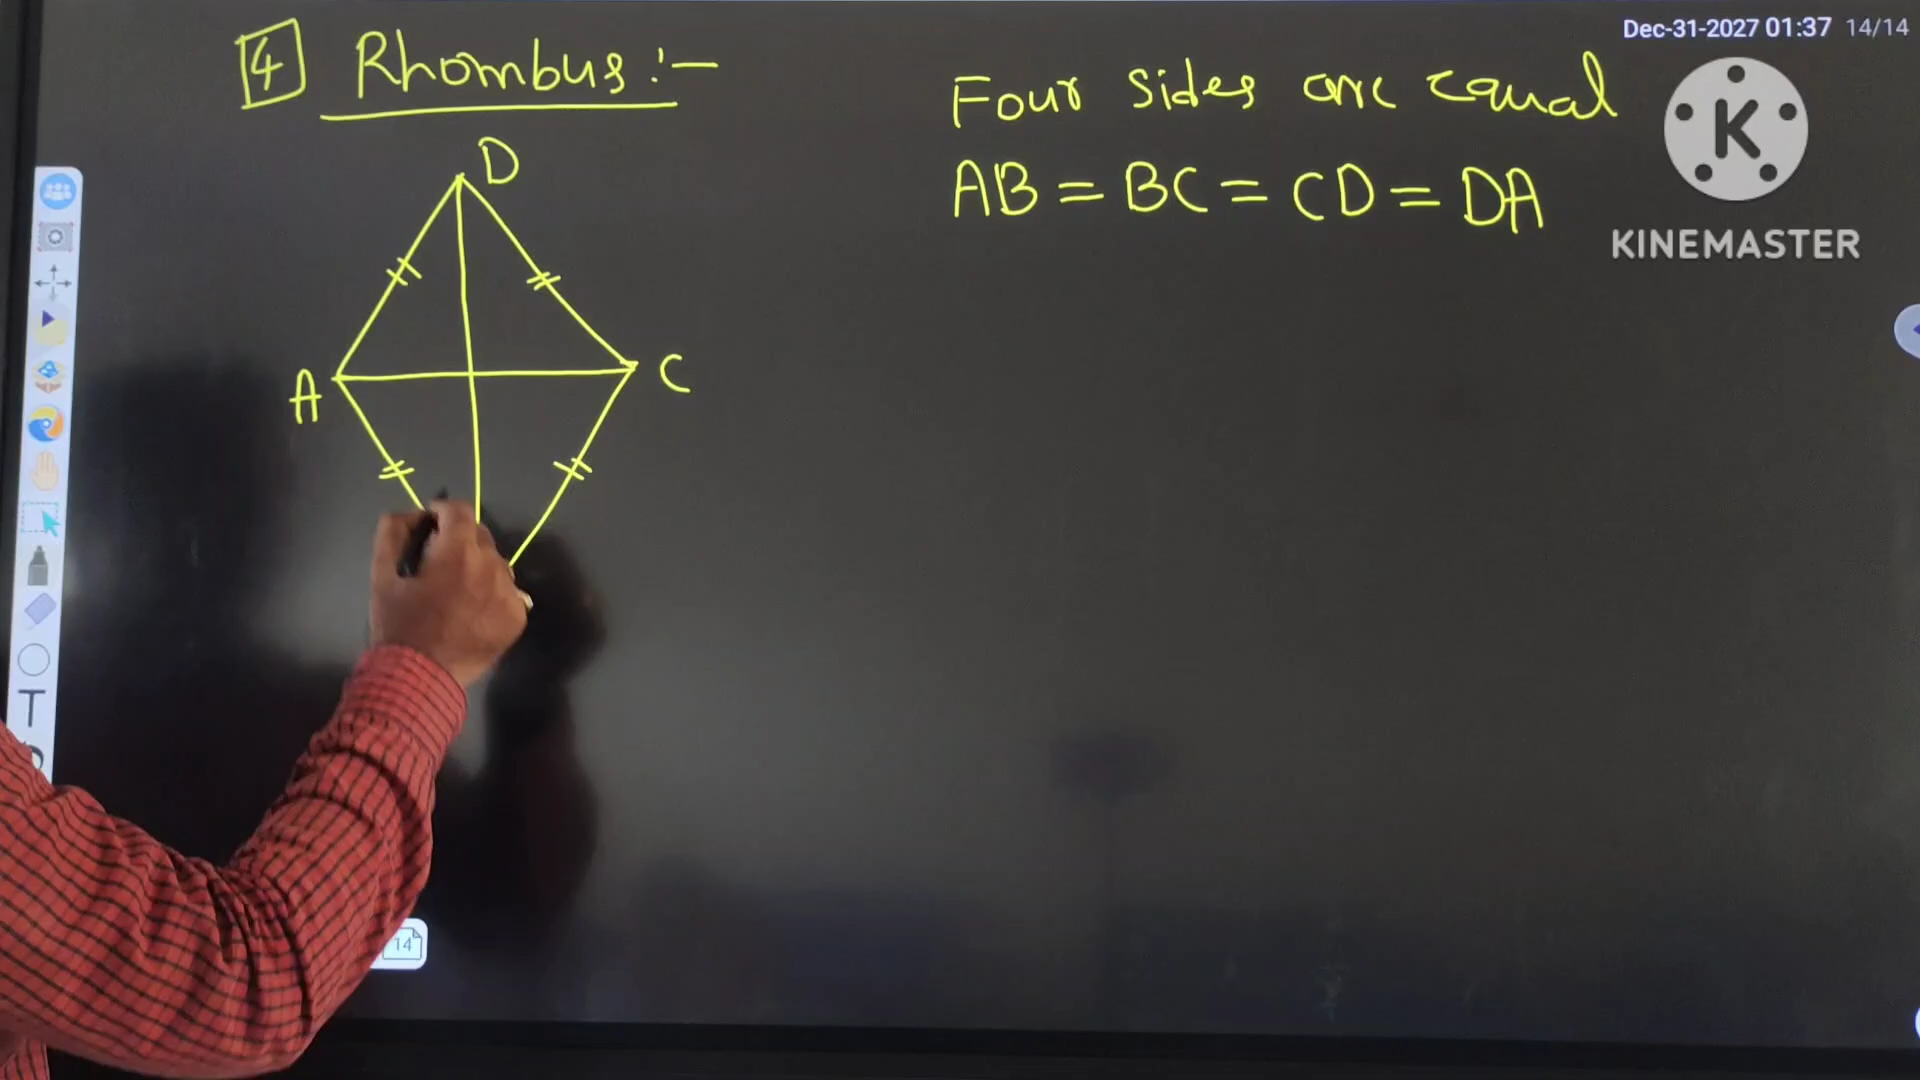 Dec-31-2027 01:37 14/14
4 Rhombus :-
Four sides are equal
AB = BC = CD = DA
K
KINEMASTER
D
A
C
T
14